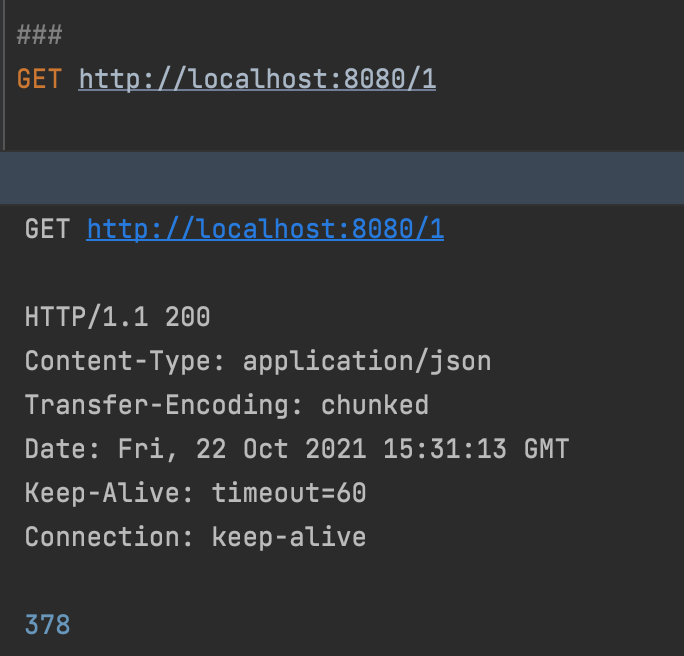 ###
GET http://localhost:8080/1
GET http://localhost:8080/1
HTTP/1.1 200
Content-Type: application/json
Transfer-Encoding: chunked
Date: Fri, 22 Oct 2021 15:31:13 GMT
Keep-Alive: timeout=60
Connection: keep-alive
378